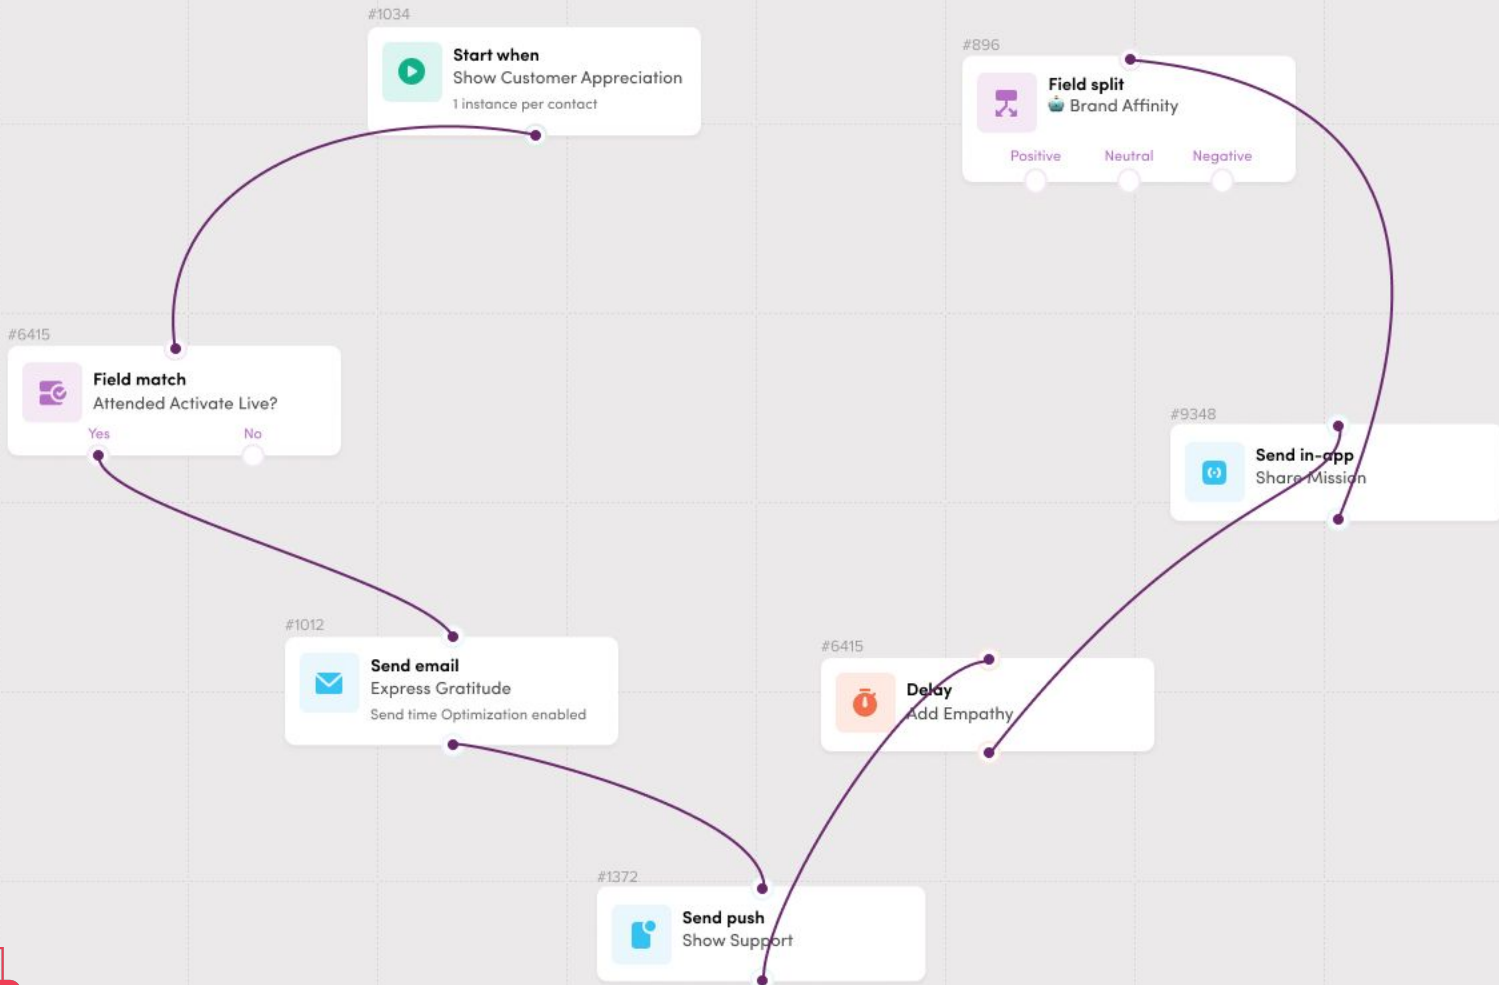 #1034
Start when
Show Customer Appreciation
1 instance per contact
#896
Field split
Brand Affinity
Positive Neutral Negative
#6415
Field match
Attended Activate Live?
Yes No
#9348
Send in-app
Share Mission
#1012
Send email
Express Gratitude
Send time Optimization enabled
#6415
Delay
Add Empathy
#1372
Send push
Show Support